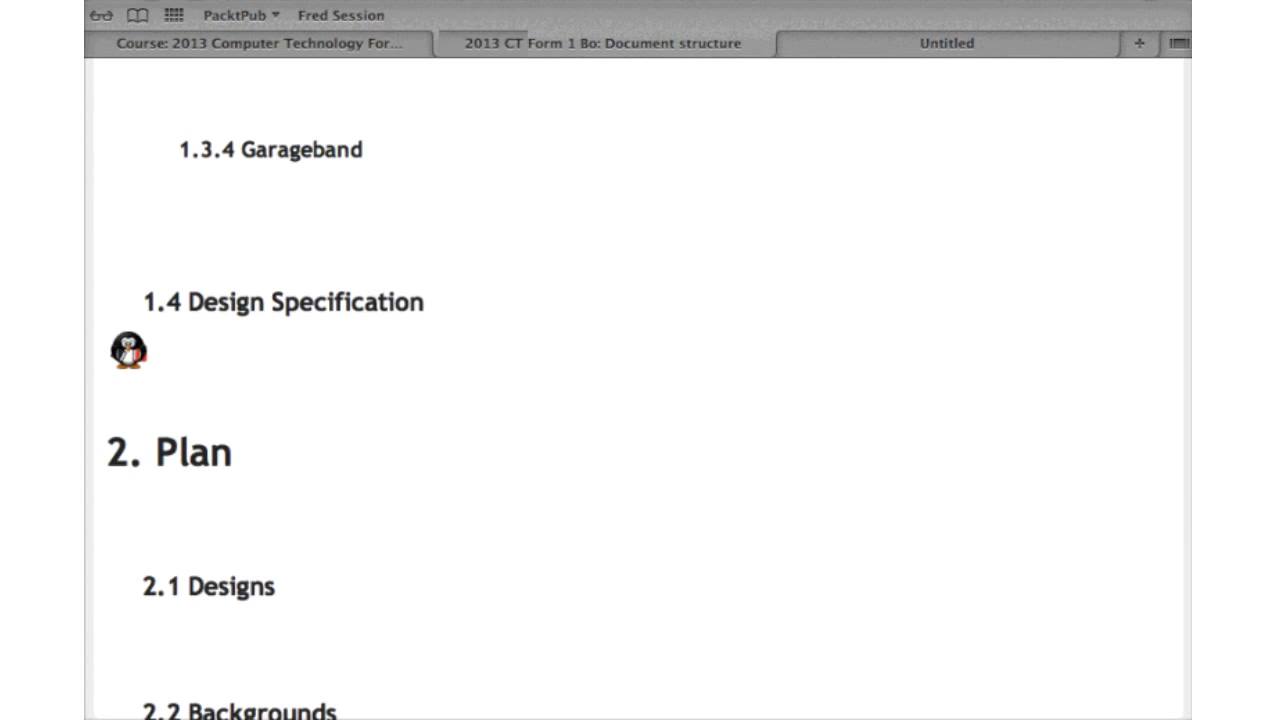 PacktPub Fred Session
Course: 2013 Computer Technology For... 2013 CT Form 1 Bo: Document structure Untitled +
1.3.4 Garageband
1.4 Design Specification
2. Plan
2.1 Designs
2.2 Backgrounds